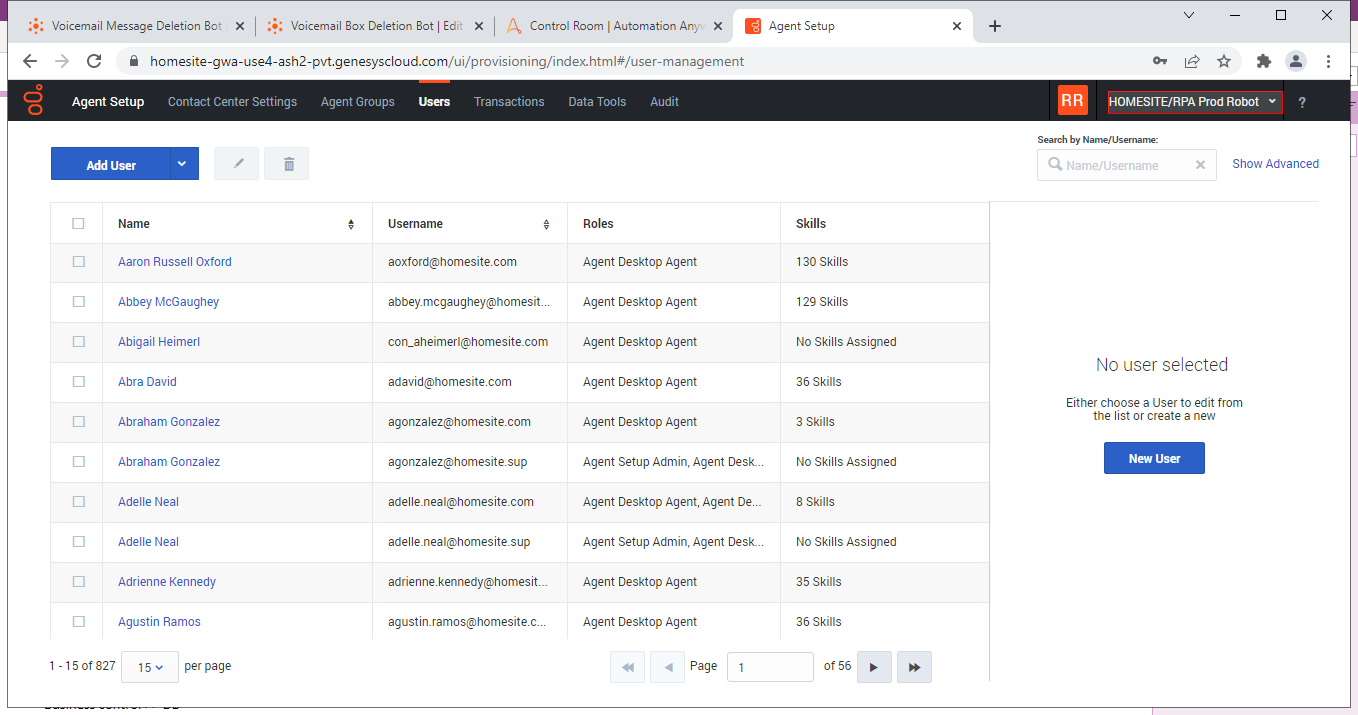 Voicemail Message Deletion Bot
Voicemail Box Deletion Bot | Edit
Control Room | Automation Anyw
Agent Setup
homesite-gwa-use4-ash2-pvt.genesyscloud.com/ui/provisioning/index.html#/user-management
Agent Setup
Contact Center Settings
Agent Groups
Users
Transactions
Data Tools
Audit
RR
HOMESITE/RPA Prod Robot
?
Add User
Search by Name/Username:
Name/Username
Show Advanced
Name Username Roles Skills
Aaron Russell Oxford aoxford@homesite.com Agent Desktop Agent 130 Skills
Abbey McGaughey abbey.mcgaughey@homesit... Agent Desktop Agent 129 Skills
Abigail Heimerl con_aheimerl@homesite.com Agent Desktop Agent No Skills Assigned
Abra David adavid@homesite.com Agent Desktop Agent 36 Skills
Abraham Gonzalez agonzalez@homesite.com Agent Desktop Agent 3 Skills
Abraham Gonzalez agonzalez@homesite.sup Agent Setup Admin, Agent Desk... No Skills Assigned
Adelle Neal adelle.neal@homesite.com Agent Desktop Agent, Agent De... 8 Skills
Adelle Neal adelle.neal@homesite.sup Agent Setup Admin, Agent Desk... No Skills Assigned
Adrienne Kennedy adrienne.kennedy@homesit... Agent Desktop Agent 35 Skills
Agustin Ramos agustin.ramos@homesite.c... Agent Desktop Agent 36 Skills
No user selected
Either choose a User to edit from
the list or create a new
New User
1 - 15 of 827 15 per page Page 1 of 56